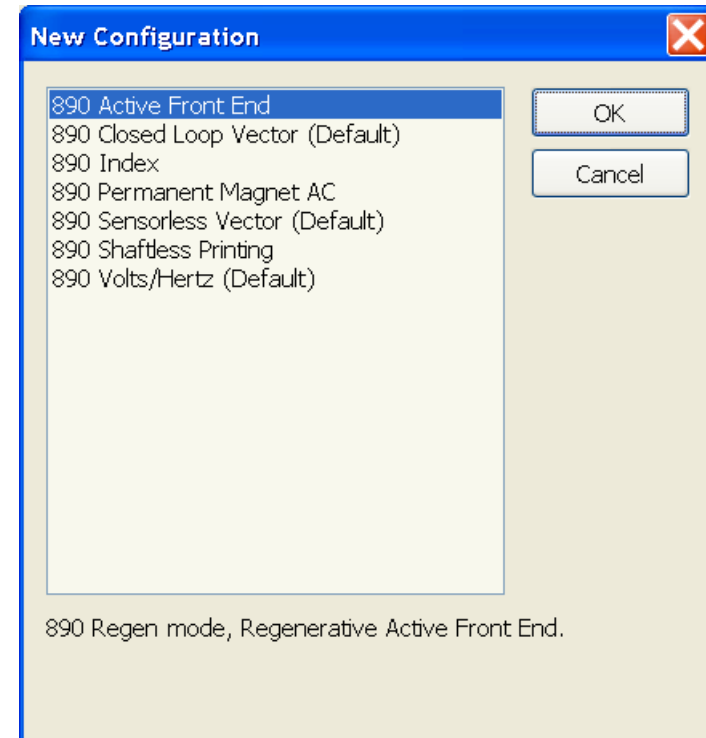 New Configuration
890 Active Front End
890 Closed Loop Vector (Default)
890 Index
890 Permanent Magnet AC
890 Sensorless Vector (Default)
890 Shaftless Printing
890 Volts/Hertz (Default)
OK
Cancel
890 Regen mode, Regenerative Active Front End.